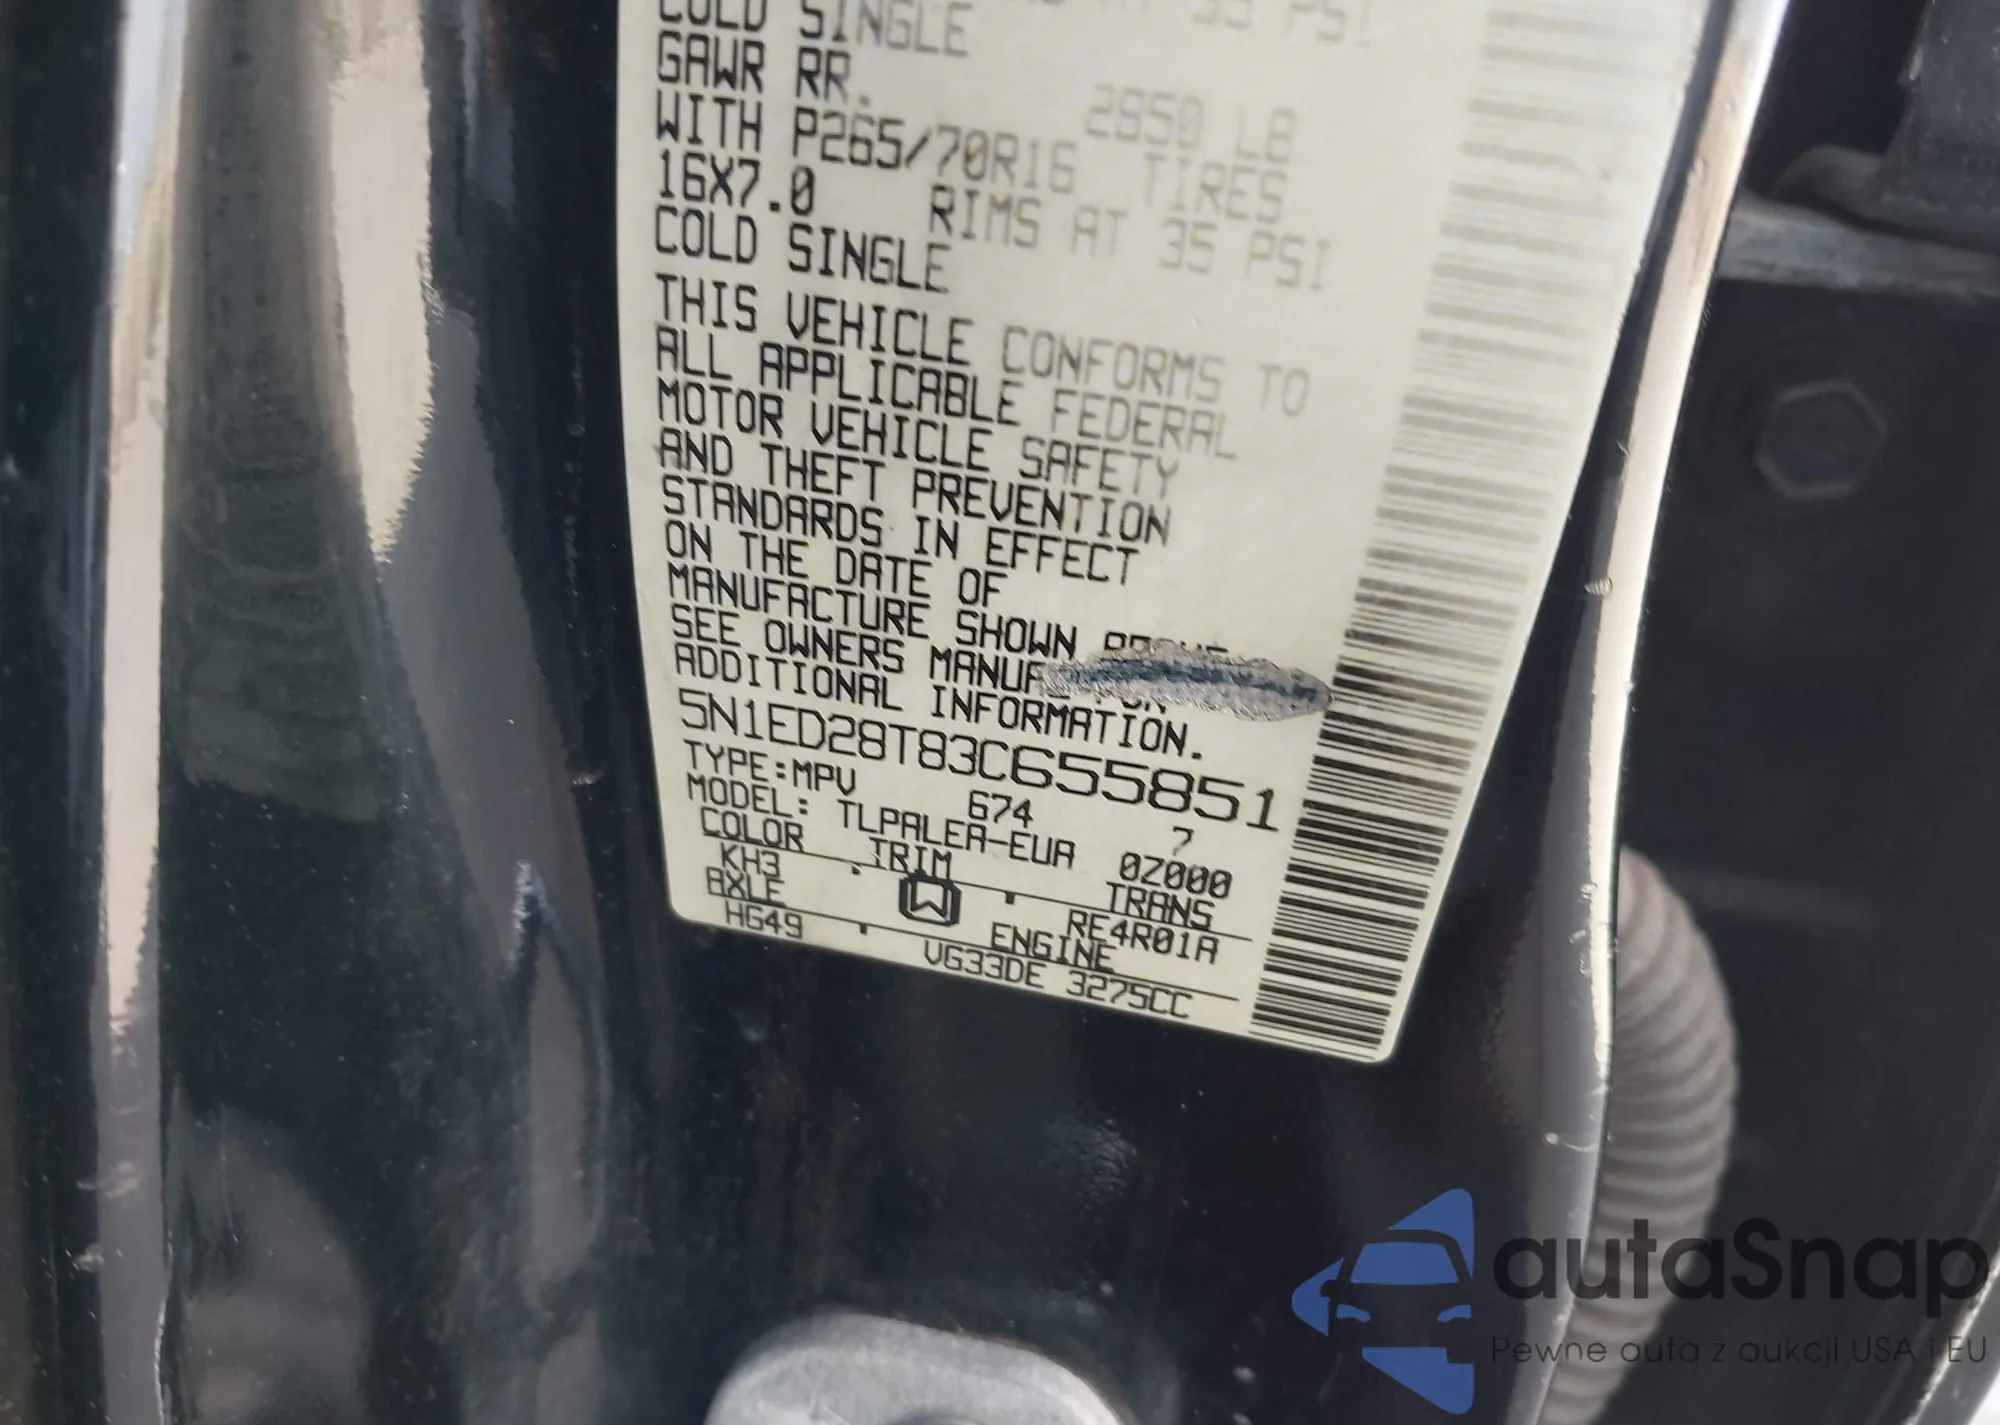 COLD SINGLE
GAWR RR. 2850 LB
WITH P265/70R16 TIRES
16X7.0 RIMS AT 35 PSI
COLD SINGLE
THIS VEHICLE CONFORMS TO
ALL APPLICABLE FEDERAL
MOTOR VEHICLE SAFETY
AND THEFT PREVENTION
STANDARDS IN EFFECT
ON THE DATE OF
MANUFACTURE SHOWN
SEE OWNERS
ADDITIONAL INFORMATION.
5N1ED28T83C655851
TYPE:MPV 674 7
MODEL: TLPALEA-EUA 0Z000
COLOR TRIM TRANS
KH3 W RE4R01A
AXLE ENGINE
HG49 VG33DE 3275CC
autaSnap
Pewne auta z aukcji USA i EU